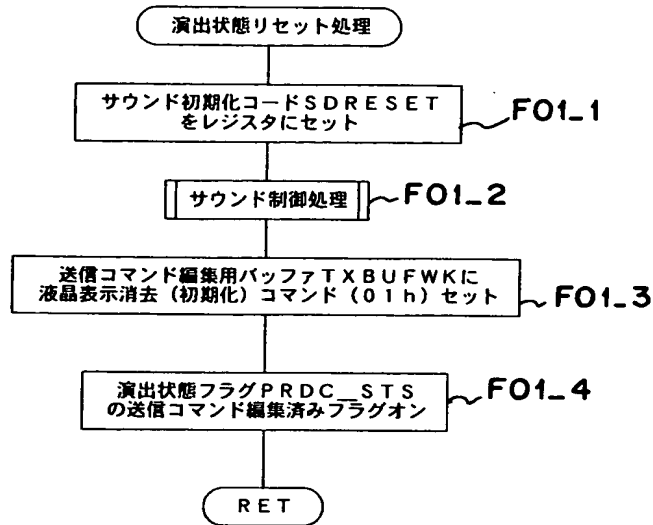 演出状態リセット処理
サウンド初期化コードＳＤＲＥＳＥＴ
をレジスタにセット
F01_1
サウンド制御処理
F01_2
送信コマンド編集用バッファＴＸＢＵＦＷＫに
液晶表示消去（初期化）コマンド（０１ｈ）セット
F01_3
演出状態フラグＰＲＤＣ＿ＳＴＳ
の送信コマンド編集済みフラグオン
F01_4
ＲＥＴ